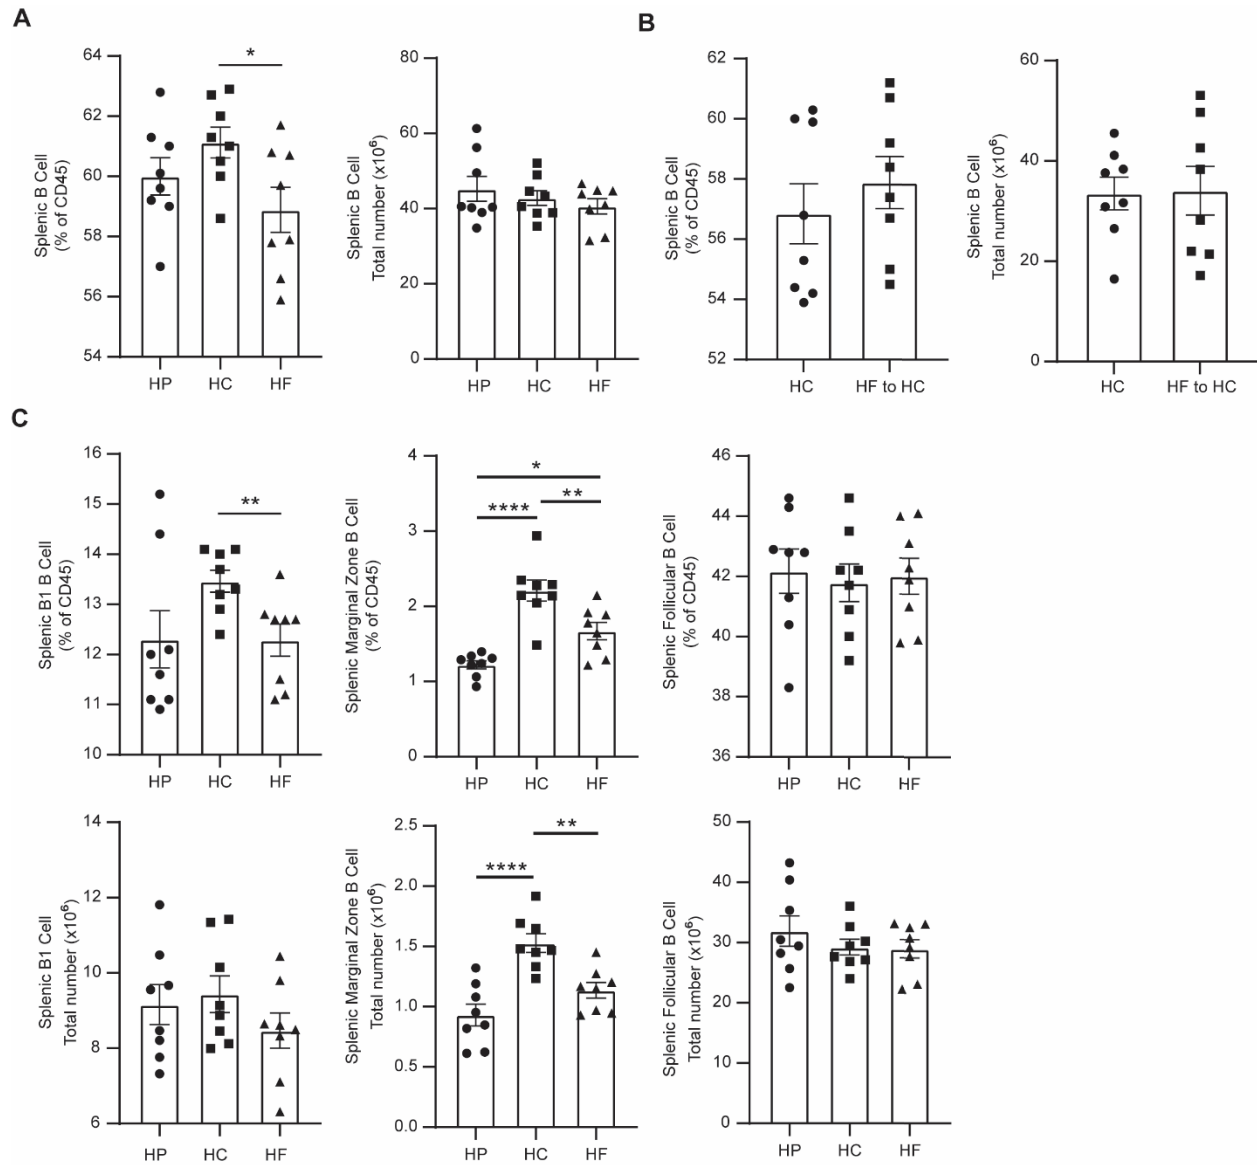 A
Splenic B Cell
(% of CD45)
64
62
60
58
56
54
*
HP
HC
HF
Splenic B Cell
Total number (x10⁶)
80
60
40
20
0
HP
HC
HF
B
Splenic B Cell
(% of CD45)
62
60
58
56
54
52
HC
HF to HC
Splenic B Cell
Total number (x10⁶)
60
40
20
0
HC
HF to HC
C
Splenic B1 B Cell
(% of CD45)
16
15
14
13
12
11
10
**
HP
HC
HF
Splenic Marginal Zone B Cell
(% of CD45)
4
3
2
1
0
*
****
**
HP
HC
HF
Splenic Follicular B Cell
(% of CD45)
46
44
42
40
38
36
HP
HC
HF
Splenic B1 Cell
Total number (x10⁶)
14
12
10
8
6
HP
HC
HF
Splenic Marginal Zone B Cell
Total number (x10⁶)
2.5
2.0
1.5
1.0
0.5
0.0
****
**
HP
HC
HF
Splenic Follicular B Cell
Total number (x10⁶)
50
40
30
20
10
0
HP
HC
HF